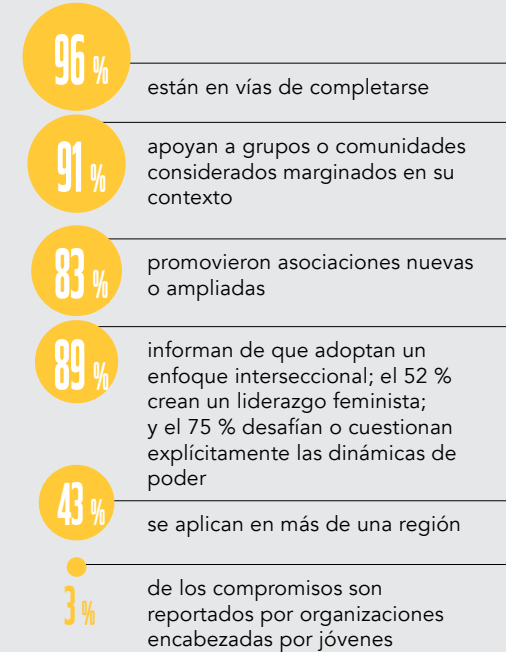 96 %
están en vías de completarse
91 %
apoyan a grupos o comunidades
considerados marginados en su
contexto
83 %
promovieron asociaciones nuevas
o ampliadas
89 %
informan de que adoptan un
enfoque interseccional; el 52 %
crean un liderazgo feminista;
y el 75 % desafían o cuestionan
explícitamente las dinámicas de
poder
43 %
se aplican en más de una región
3 %
de los compromisos son
reportados por organizaciones
encabezadas por jóvenes